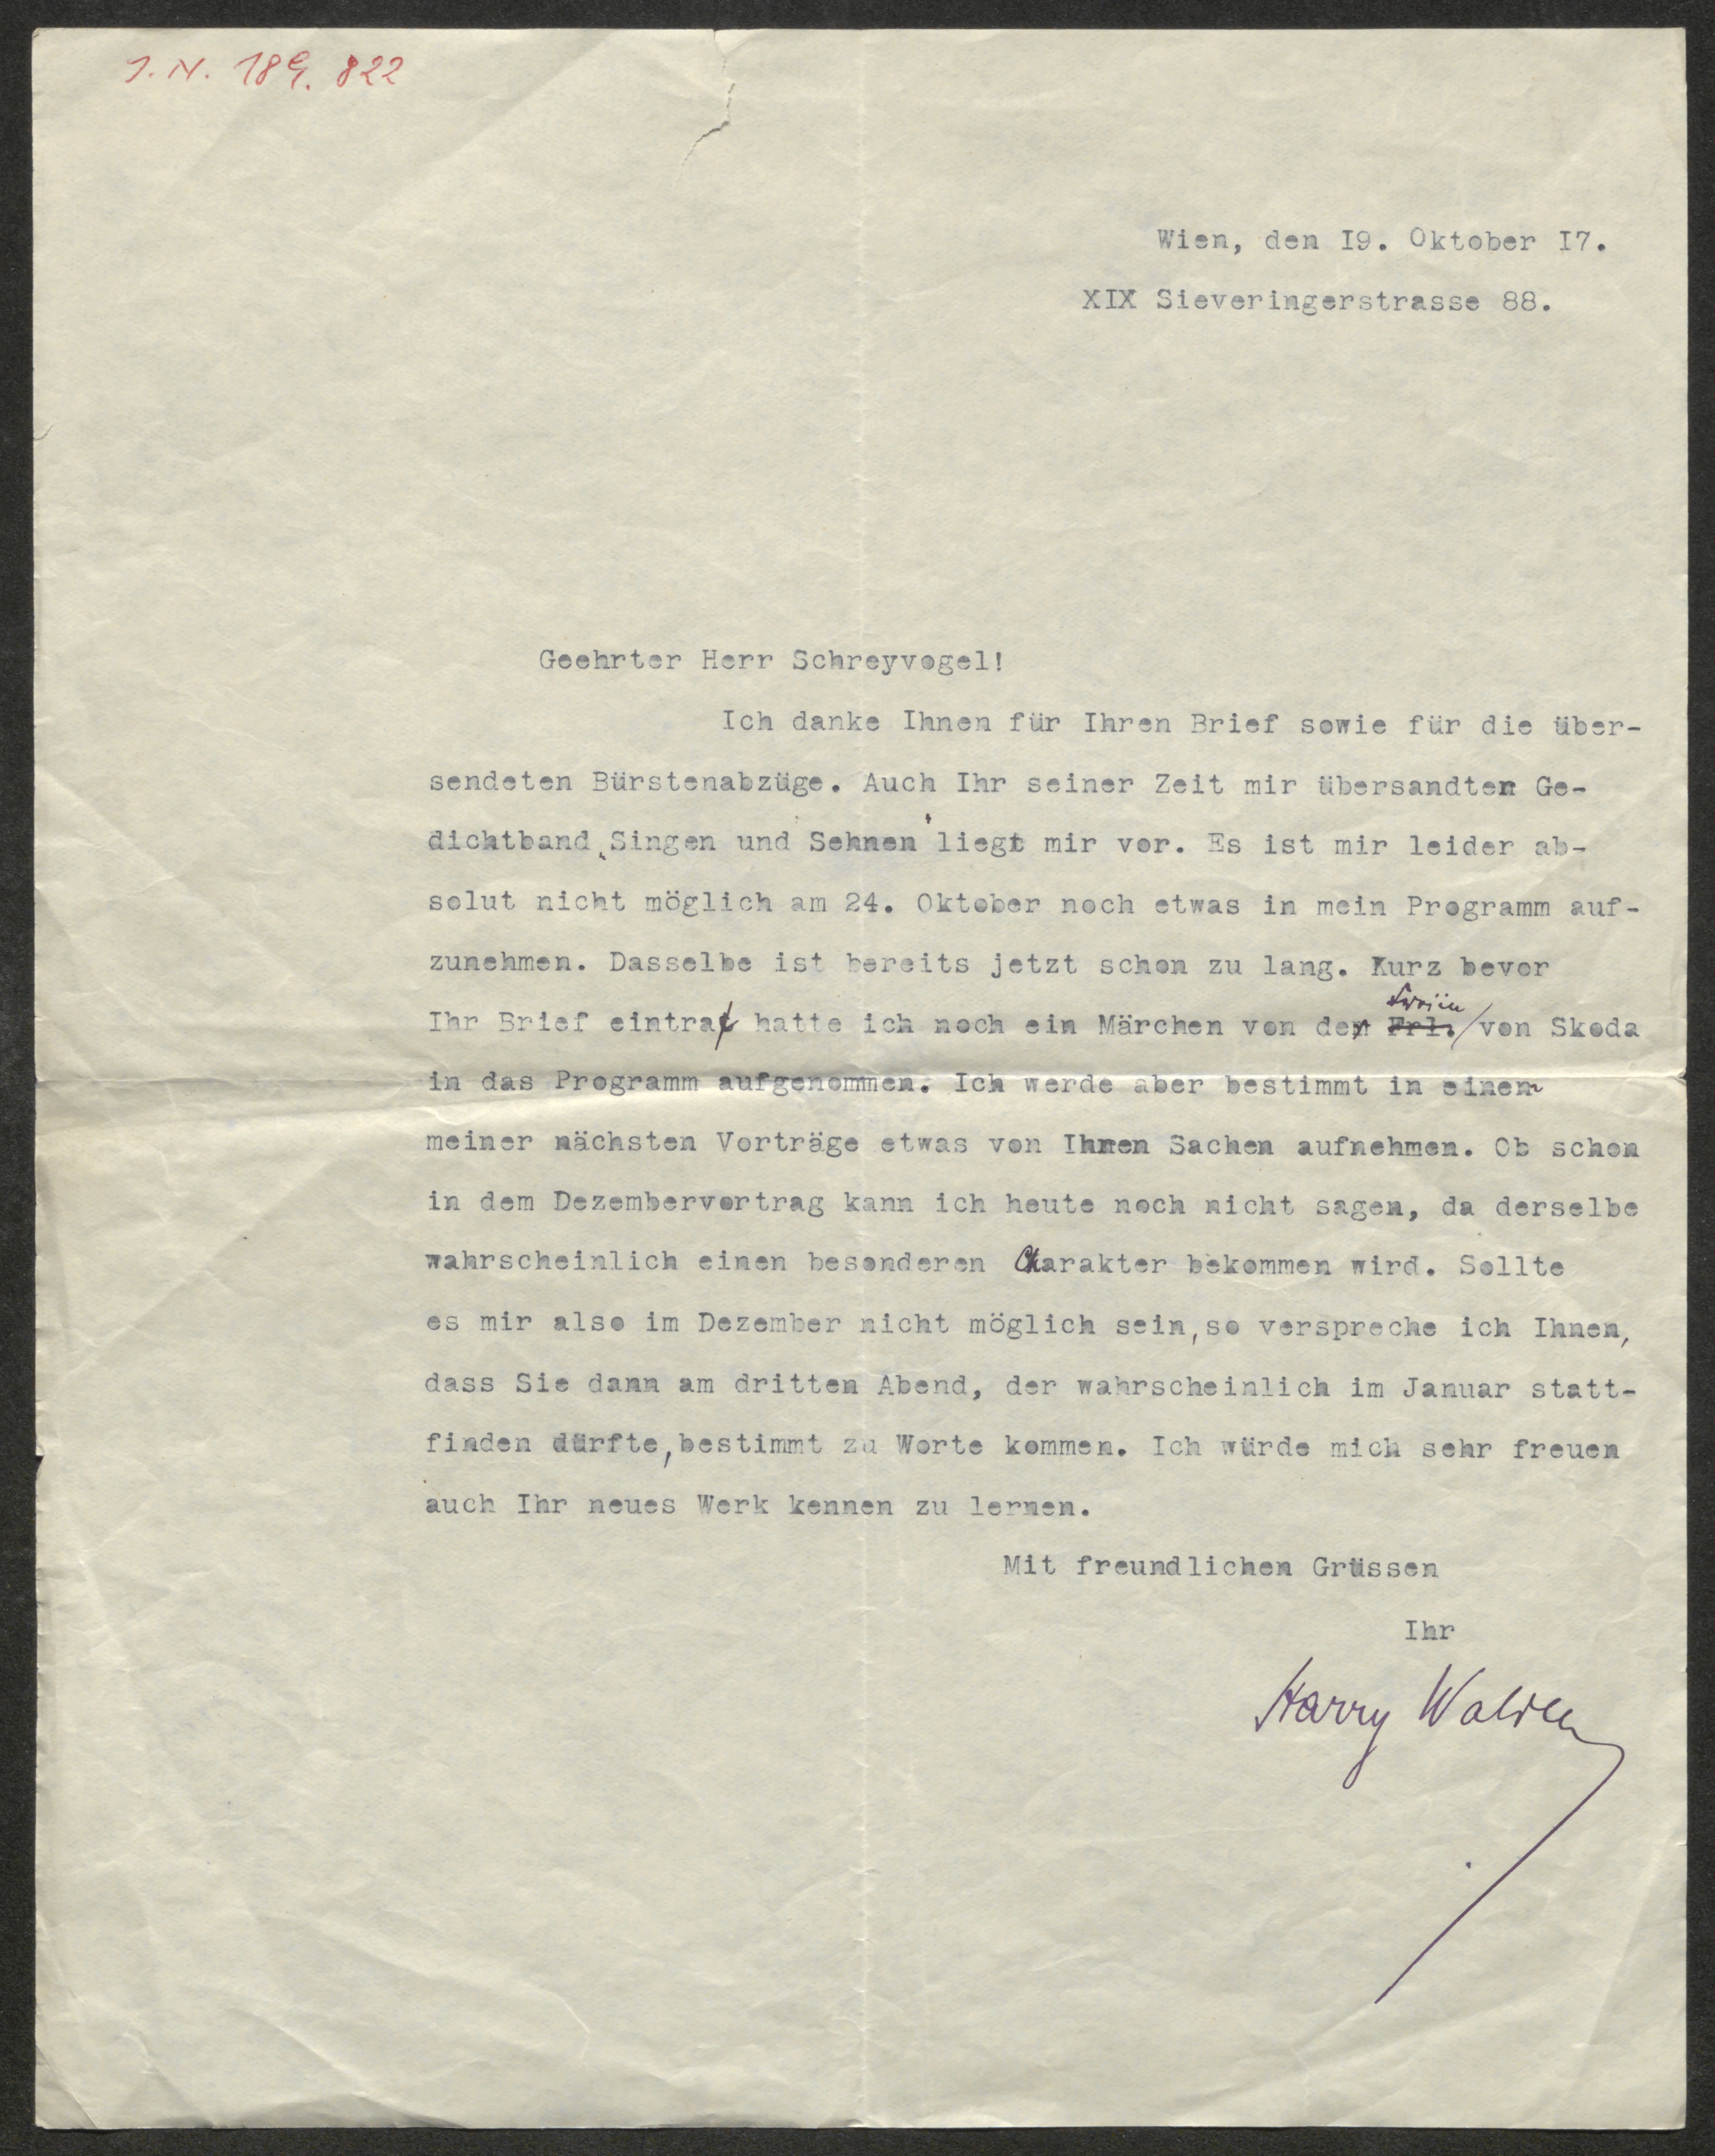 J. N. 189.822
Wien, den I9. Oktober I7.
XIX Sieveringerstrasse 88.
Geehrter Herr Schreyvogel!
Ich danke Ihnen für Ihren Brief sowie für die über-
sendeten Bürstenabzüge. Auch Ihr seiner Zeit mir übersandten Ge-
dichtband ‚Singen und Sehnen' liegt mir vor. Es ist mir leider ab-
solut nicht möglich am 24. Oktober noch etwas in mein Programm auf-
zunehmen. Dasselbe ist bereits jetzt schon zu lang. Kurz bevor
Ihr Brief eintraf hatte ich noch ein Märchen von der Frl. von Skoda
in das Programm aufgenommen. Ich werde aber bestimmt in einem
meiner nächsten Vorträge etwas von Ihnen Sachen aufnehmen. Ob schon
in dem Dezembervortrag kann ich heute noch nicht sagen, da derselbe
wahrscheinlich einen besonderen Charakter bekommen wird. Sollte
es mir also im Dezember nicht möglich sein, so verspreche ich Ihnen,
dass Sie dann am dritten Abend, der wahrscheinlich im Januar statt-
finden dürfte, bestimmt zu Worte kommen. Ich würde mich sehr freuen
auch Ihr neues Werk kennen zu lernen.
Mit freundlichen Grüssen
Ihr
Harry Walden